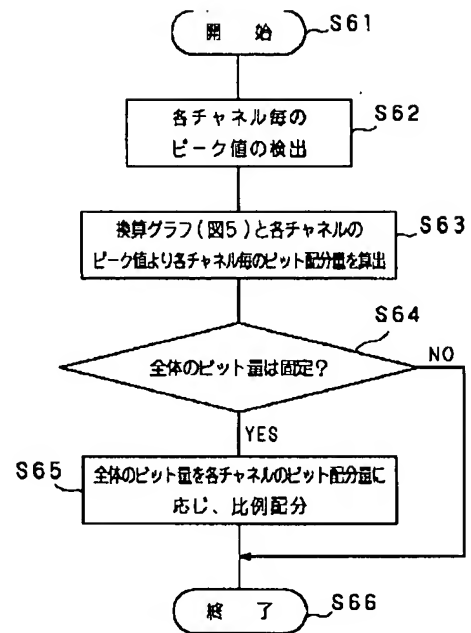 開 始
S61
各チャネル毎の
ピーク値の検出
S62
換算グラフ(図5)と各チャネルの
ピーク値より各チャネル毎のビット配分量を算出
S63
全体のビット量は固定?
S64
NO
YES
全体のビット量を各チャネルのビット配分量に
応じ、比例配分
S65
終 了
S66